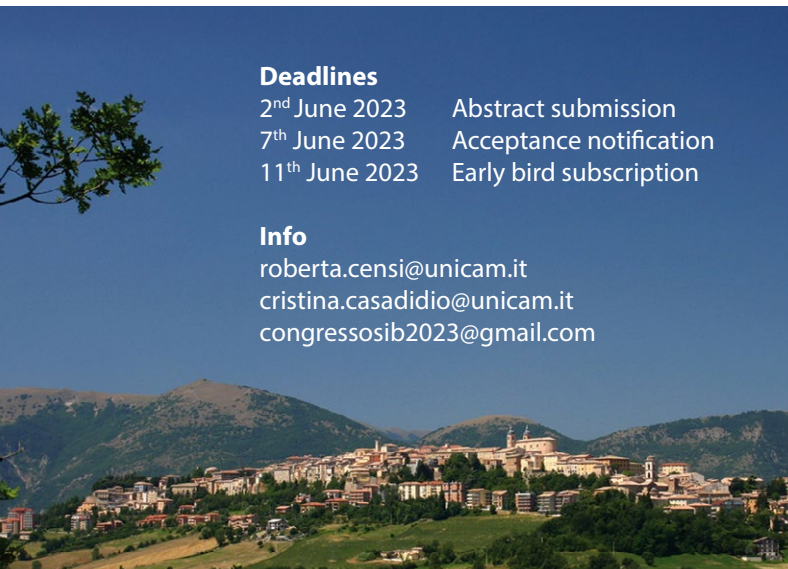 Deadlines
2nd June 2023 Abstract submission
7th June 2023 Acceptance notification
11th June 2023 Early bird subscription
Info
roberta.censi@unicam.it
cristina.casadidio@unicam.it
congressosib2023@gmail.com